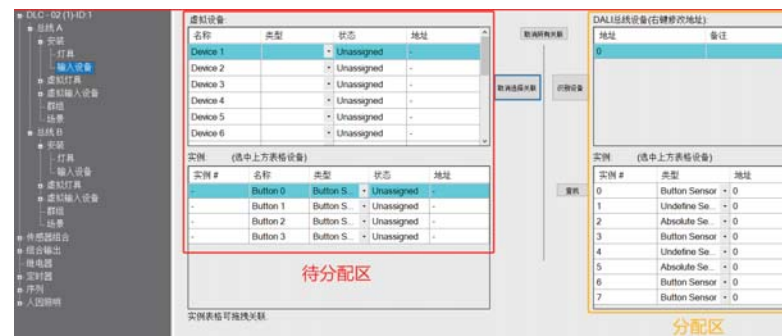 DLC - 02 (1)-ID:1
总线 A
安装
灯具
输入设备
虚拟灯具
虚拟输入设备
群组
场景
总线 B
安装
灯具
输入设备
虚拟灯具
虚拟输入设备
群组
场景
传感器组合
组合输出
继电器
定时器
序列
人因照明
虚拟设备:
名称 类型 状态 地址
Device 1 Unassigned -
Device 2 Unassigned -
Device 3 Unassigned -
Device 4 Unassigned -
Device 5 Unassigned -
Device 6 Unassigned -
实例: (选中上方表格设备)
实例 # 名称 类型 状态 地址
- Button 0 Button S... Unassigned -
- Button 1 Button S... Unassigned -
- Button 2 Button S... Unassigned -
- Button 3 Button S... Unassigned -
待分配区
实例表格可拖拽关联.
取消所有关联
取消选择关联
识别设备
DALI总线设备(右键修改地址):
地址 备注
0
实例: (选中上方表格设备)
实例 # 类型 地址
0 Button Sensor 0
1 Undefine Se... 0
2 Absolute Se... 0
3 Button Sensor 0
4 Undefine Se... 0
5 Absolute Se... 0
6 Button Sensor 0
7 Button Sensor 0
分配区